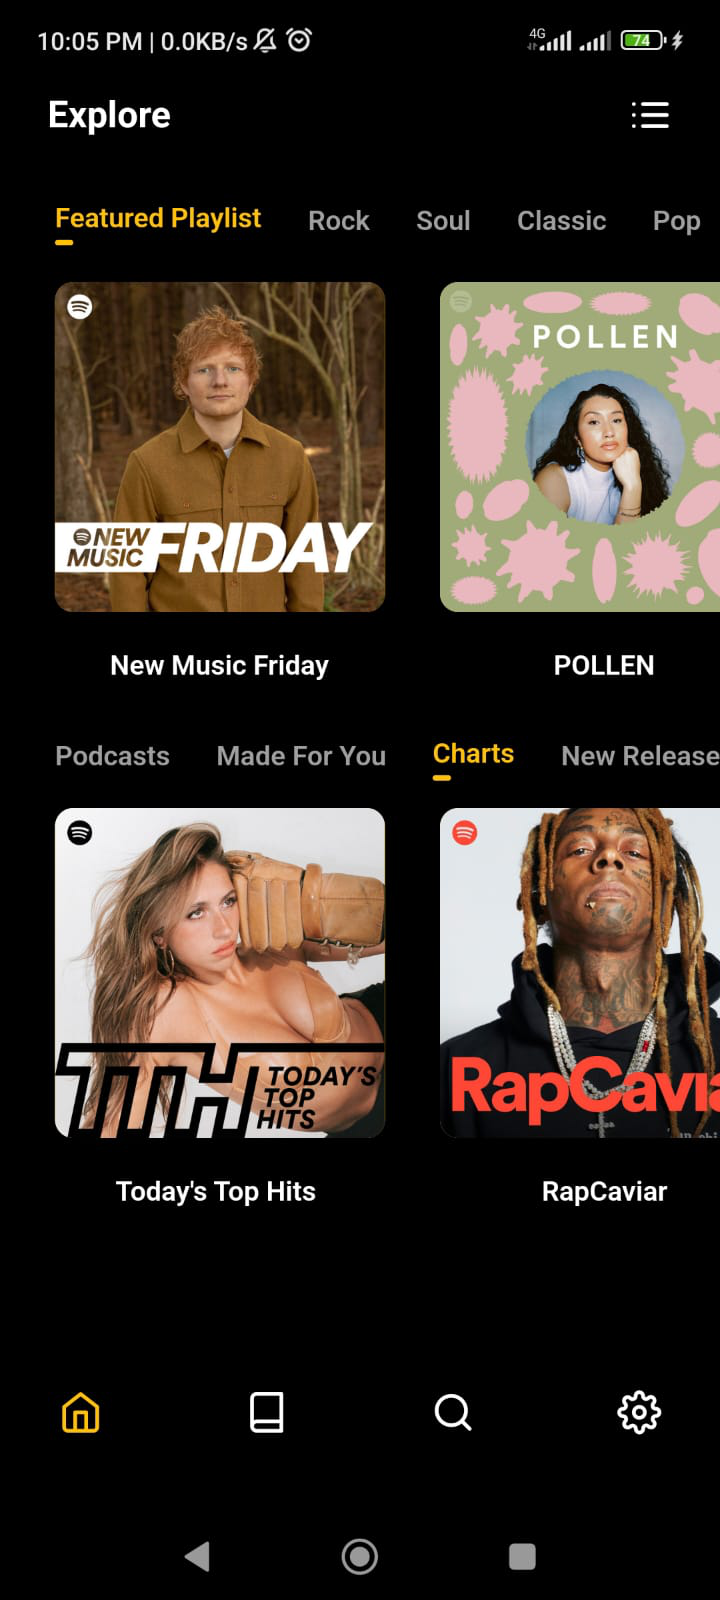 10:05 PM | 0.0KB/s
4G
74
Explore
Featured Playlist Rock Soul Classic Pop
POLLEN
NEW
MUSIC FRIDAY
New Music Friday POLLEN
Podcasts Made For You Charts New Release
TTH TODAY'S
TOP
HITS
RapCavia
Today's Top Hits RapCaviar